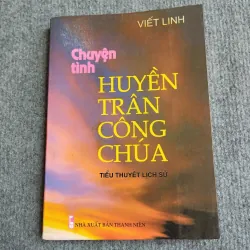 VIẾT LINH
Chuyện
tình
HUYỀN
TRÂN
CÔNG
CHÚA
TIỂU THUYẾT LỊCH SỬ
NHÀ XUẤT BẢN THANH NIÊN